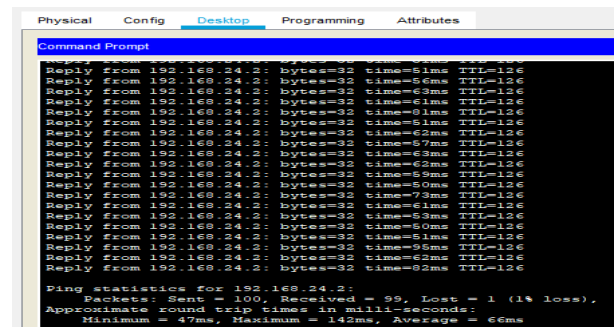 Physical Config Desktop Programming Attributes
Command Prompt
Reply from 192.168.24.2: bytes=32 time=51ms TTL=126
Reply from 192.168.24.2: bytes=32 time=56ms TTL=126
Reply from 192.168.24.2: bytes=32 time=63ms TTL=126
Reply from 192.168.24.2: bytes=32 time=61ms TTL=126
Reply from 192.168.24.2: bytes=32 time=81ms TTL=126
Reply from 192.168.24.2: bytes=32 time=51ms TTL=126
Reply from 192.168.24.2: bytes=32 time=62ms TTL=126
Reply from 192.168.24.2: bytes=32 time=57ms TTL=126
Reply from 192.168.24.2: bytes=32 time=63ms TTL=126
Reply from 192.168.24.2: bytes=32 time=62ms TTL=126
Reply from 192.168.24.2: bytes=32 time=59ms TTL=126
Reply from 192.168.24.2: bytes=32 time=50ms TTL=126
Reply from 192.168.24.2: bytes=32 time=73ms TTL=126
Reply from 192.168.24.2: bytes=32 time=61ms TTL=126
Reply from 192.168.24.2: bytes=32 time=53ms TTL=126
Reply from 192.168.24.2: bytes=32 time=50ms TTL=126
Reply from 192.168.24.2: bytes=32 time=51ms TTL=126
Reply from 192.168.24.2: bytes=32 time=95ms TTL=126
Reply from 192.168.24.2: bytes=32 time=62ms TTL=126
Reply from 192.168.24.2: bytes=32 time=82ms TTL=126
Ping statistics for 192.168.24.2:
Packets: Sent = 100, Received = 99, Lost = 1 (1% loss),
Approximate round trip times in milli-seconds:
Minimum = 47ms, Maximum = 142ms, Average = 66ms